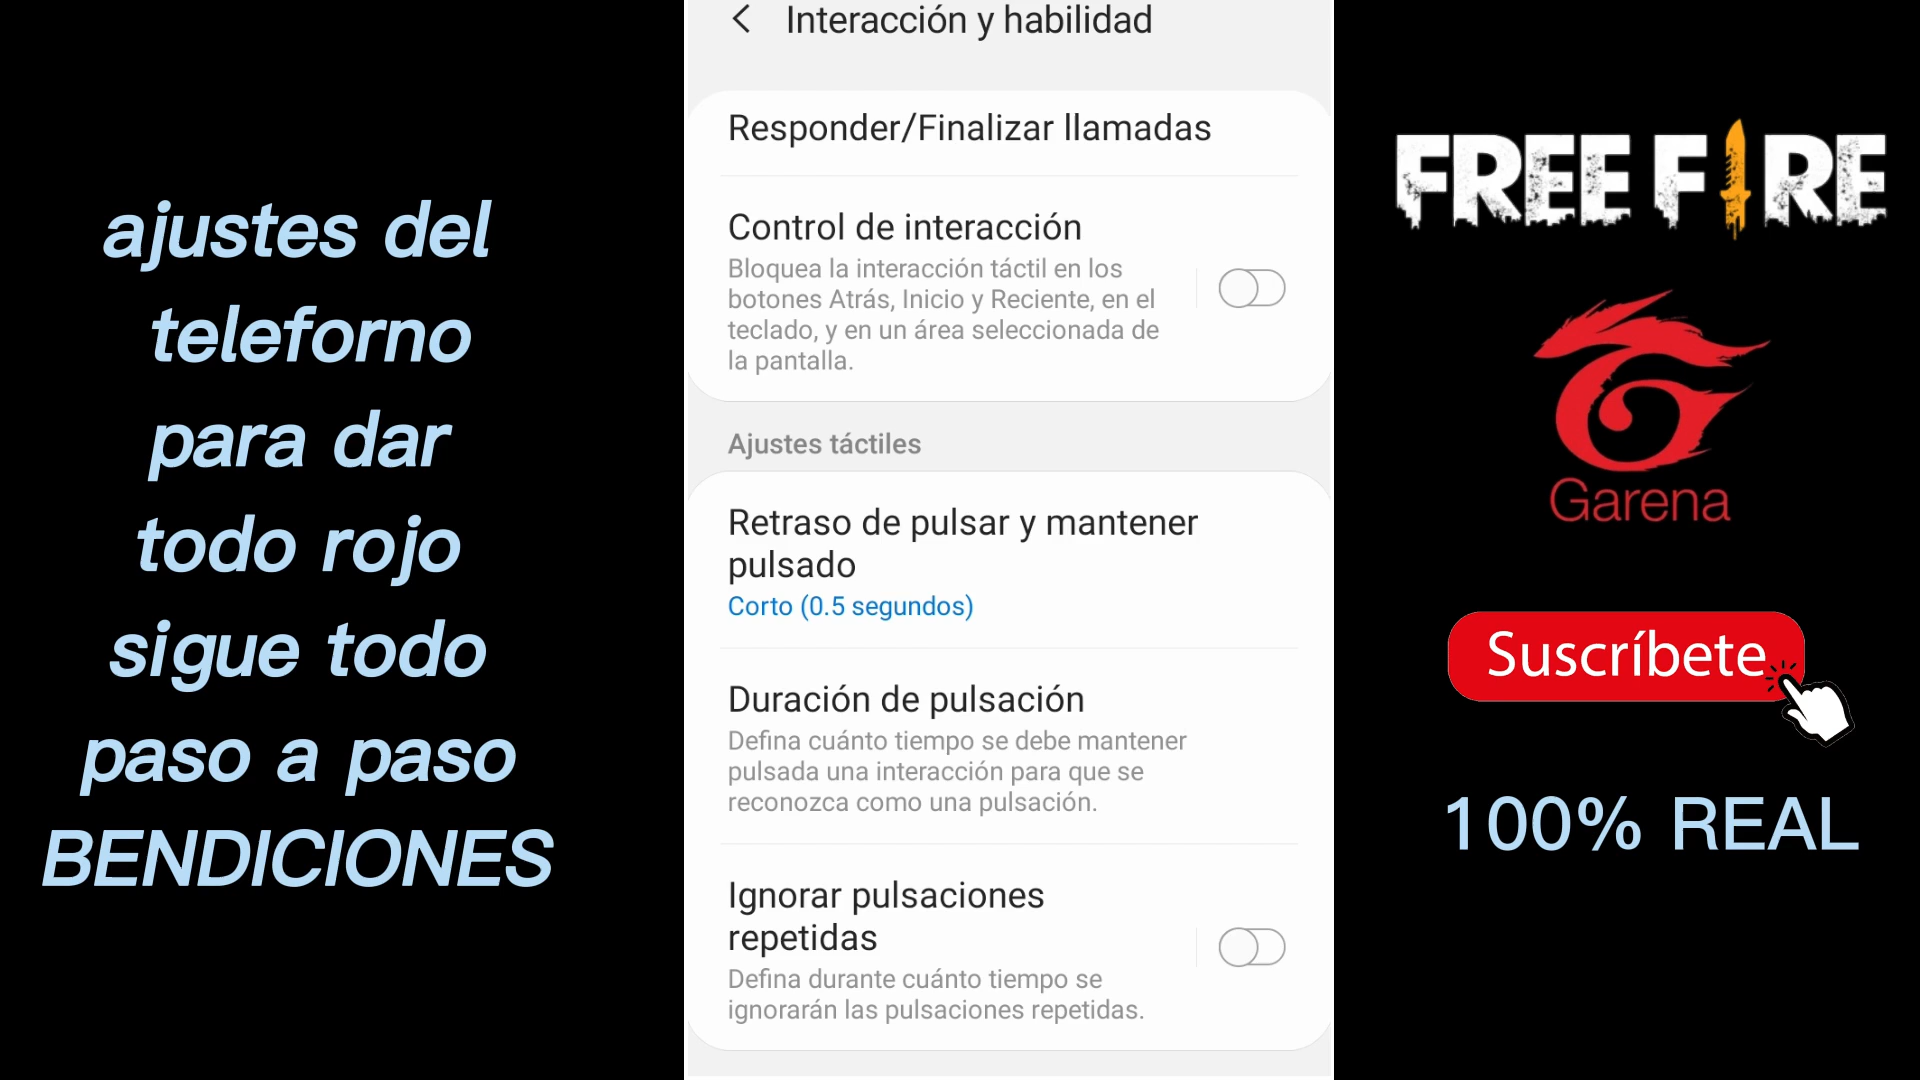 ajustes del
teleforno
para dar
todo rojo
sigue todo
paso a paso
BENDICIONES
Interacción y habilidad
Responder/Finalizar llamadas
Control de interacción
Bloquea la interacción táctil en los
botones Atrás, Inicio y Reciente, en el
teclado, y en un área seleccionada de
la pantalla.
Ajustes táctiles
Retraso de pulsar y mantener
pulsado
Corto (0.5 segundos)
Duración de pulsación
Defina cuánto tiempo se debe mantener
pulsada una interacción para que se
reconozca como una pulsación.
Ignorar pulsaciones
repetidas
Defina durante cuánto tiempo se
ignorarán las pulsaciones repetidas.
FREE FIRE
Garena
Suscríbete
100% REAL